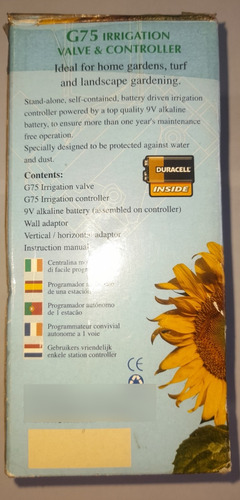 G75 IRRIGATION
VALVE & CONTROLLER
Ideal for home gardens, turf
and landscape gardening.
Stand-alone, self-contained, battery driven irrigation
controller powered by a top quality 9V alkaline
battery, to ensure more than one year's maintenance
free operation.
Specially designed to be protected against water
and dust.
DURACELL
INSIDE
Contents:
G75 Irrigation valve
G75 Irrigation controller
9V alkaline battery (assembled on controller)
Wall adaptor
Vertical / horizontal adaptor
Instruction manual
Centralina
di facile
Programador
de una estación
Programador autónomo
de 1 estacão
Programmateur convivial
autonome a 1 voie
Gebruikers vriendelijk
enkele station controller
CE